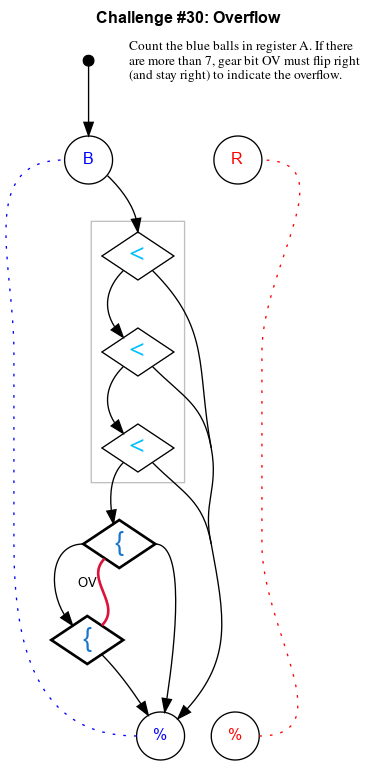 Challenge #30: Overflow
Count the blue balls in register A. If there
are more than 7, gear bit OV must flip right
(and stay right) to indicate the overflow.
B
R
<
<
<
{
OV
{
%
%